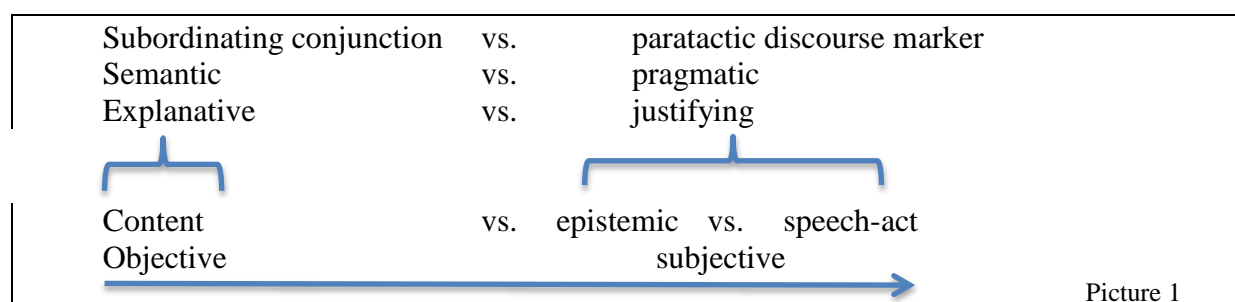 Subordinating conjunction vs. paratactic discourse marker
Semantic vs. pragmatic
Explanative vs. justifying
Content vs. epistemic vs. speech-act
Objective subjective
Picture 1